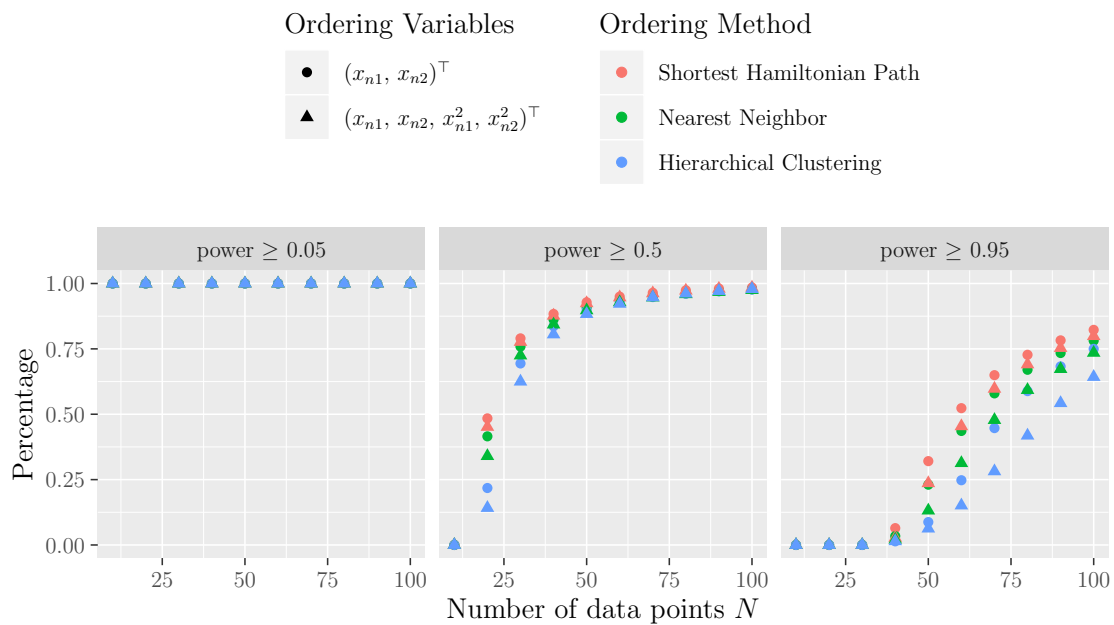 Ordering Variables
(x_{n1}, x_{n2})^⊤
(x_{n1}, x_{n2}, x_{n1}^2, x_{n2}^2)^⊤
Ordering Method
Shortest Hamiltonian Path
Nearest Neighbor
Hierarchical Clustering
power ≥ 0.05
power ≥ 0.5
power ≥ 0.95
Percentage
1.00
0.75
0.50
0.25
0.00
25 50 75 100
25 50 75 100
25 50 75 100
Number of data points N